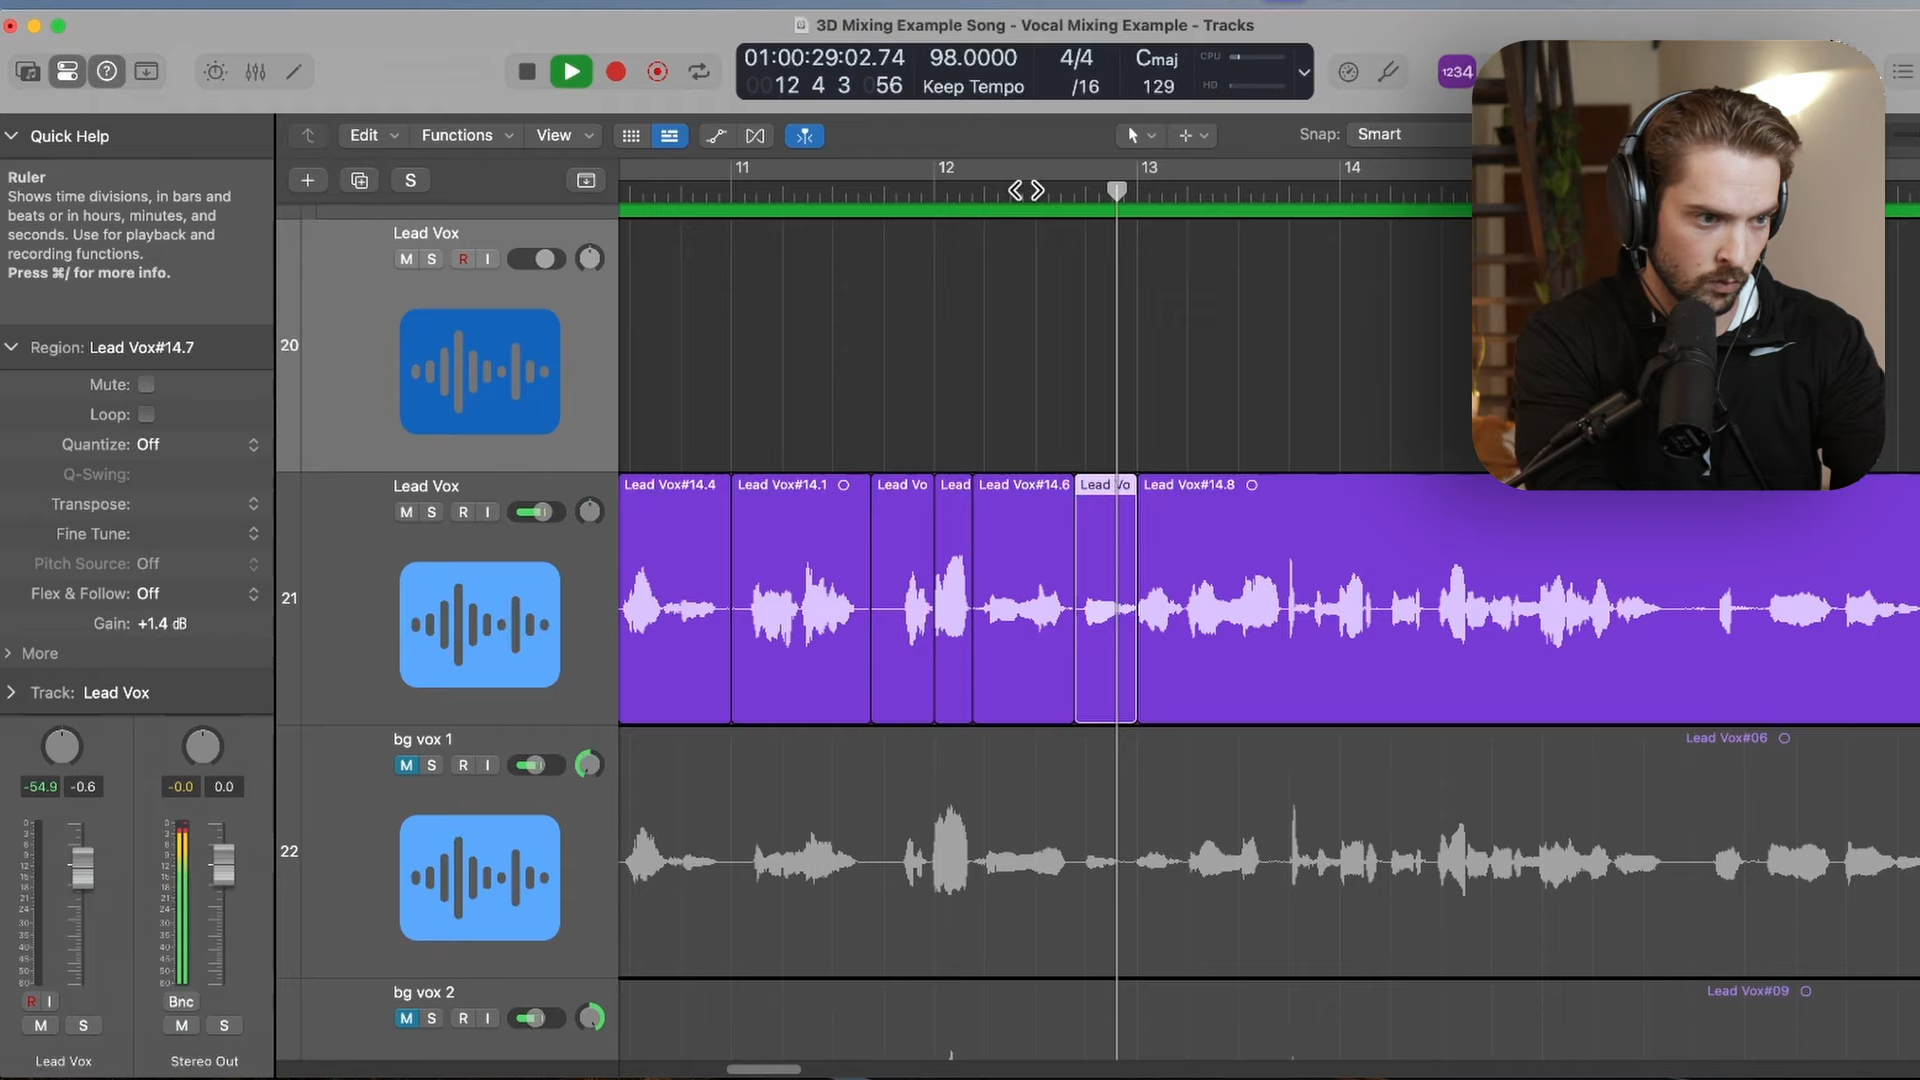 3D Mixing Example Song - Vocal Mixing Example - Tracks
01:00:29:02.74
98.0000
4/4
Cmaj
CPU
0012 4 3 056
Keep Tempo
/16
129
HD
1234
Quick Help
Edit
Functions
View
Snap: Smart
Ruler
Shows time divisions, in bars and
beats or in hours, minutes, and
seconds. Use for playback and
recording functions.
Press ⌘/ for more info.
S
11
12
13
14
Region: Lead Vox#14.7
Mute:
Loop:
Quantize: Off
Q-Swing:
Transpose:
Fine Tune:
Pitch Source: Off
Flex & Follow: Off
Gain: +1.4 dB
More
Track: Lead Vox
20
Lead Vox
M S R I
21
Lead Vox
M S R I
Lead Vox#14.4
Lead Vox#14.1
Lead Vo
Lead
Lead Vox#14.6
Lead Vo
Lead Vox#14.8
22
bg vox 1
M S R I
Lead Vox#06
bg vox 2
M S R I
Lead Vox#09
-54.9 -0.6
-0.0 0.0
R I
Bnc
M S
M S
Lead Vox
Stereo Out